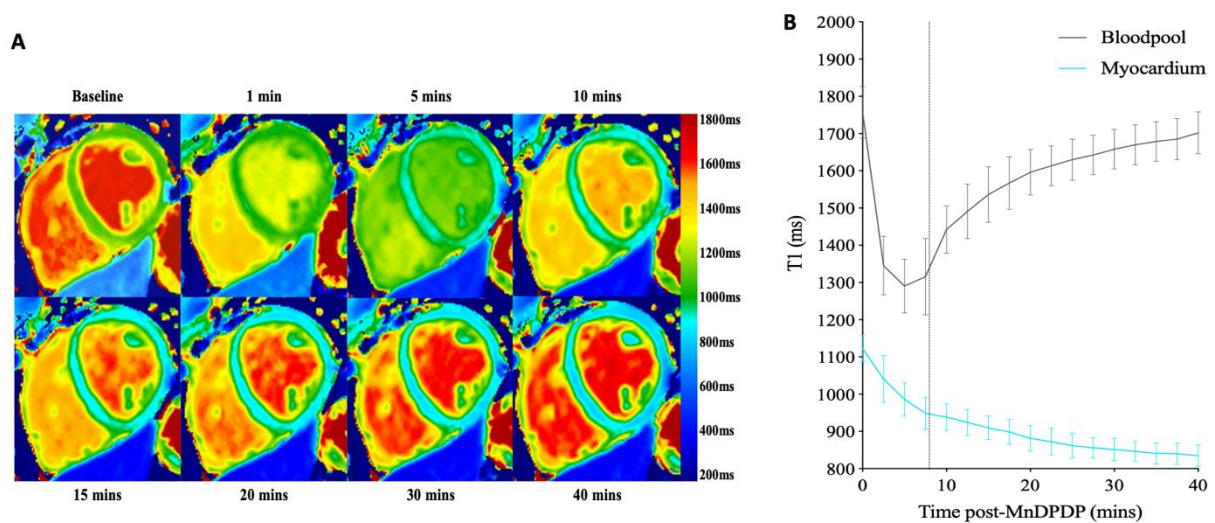 A
Baseline 1 min 5 mins 10 mins
1800ms
1600ms
1400ms
1200ms
1000ms
800ms
600ms
400ms
200ms
15 mins 20 mins 30 mins 40 mins
B
2000
1900
1800
1700
1600
1500
1400
1300
1200
1100
1000
900
800
T1 (ms)
Bloodpool
Myocardium
0 10 20 30 40
Time post-MnDPDP (mins)